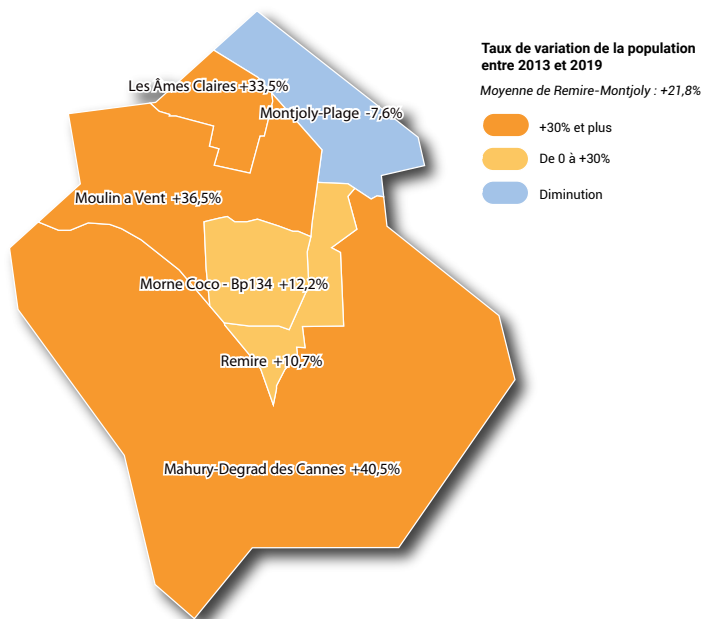 Taux de variation de la population
entre 2013 et 2019
Moyenne de Remire-Montjoly : +21,8%
+30% et plus
De 0 à +30%
Diminution
Les Âmes Claires +33,5%
Montjoly-Plage -7,6%
Moulin a Vent +36,5%
Morne Coco - Bp134 +12,2%
Remire +10,7%
Mahury-Degrad des Cannes +40,5%